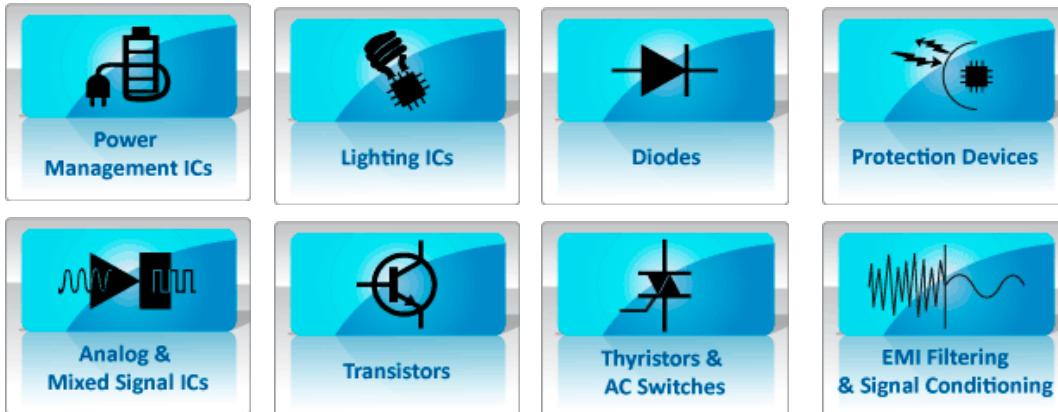 Power
Management ICs
Lighting ICs
Diodes
Protection Devices
Analog &
Mixed Signal ICs
Transistors
Thyristors &
AC Switches
EMI Filtering
& Signal Conditioning